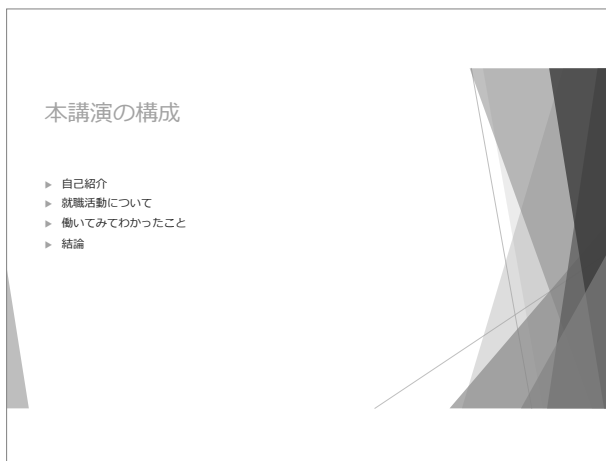 本講演の構成
自己紹介
就職活動について
働いてみてわかったこと
結論